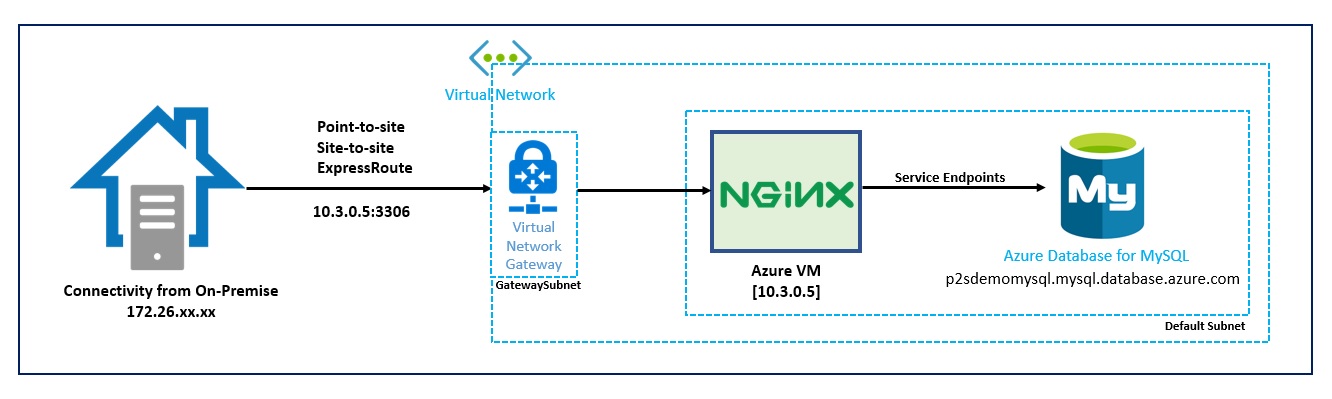 Virtual Network
Point-to-site
Site-to-site
ExpressRoute
10.3.0.5:3306
Connectivity from On-Premise
172.26.xx.xx
Virtual
Network
Gateway
GatewaySubnet
NGINX
Azure VM
[10.3.0.5]
Service Endpoints
My
Azure Database for MySQL
p2sdemomysql.mysql.database.azure.com
Default Subnet